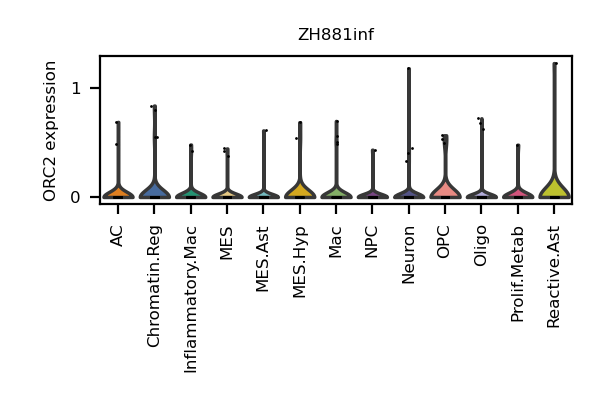 ZH881inf
ORC2 expression
1
0
AC
Chromatin.Reg
Inflammatory.Mac
MES
MES.Ast
MES.Hyp
Mac
NPC
Neuron
OPC
Oligo
Prolif.Metab
Reactive.Ast